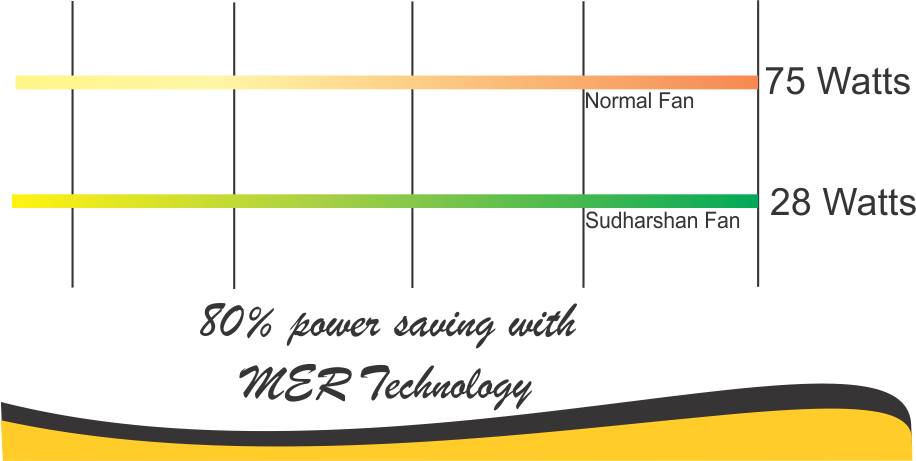 75 Watts
Normal Fan
28 Watts
Sudharshan Fan
80% power saving with
MER Technology